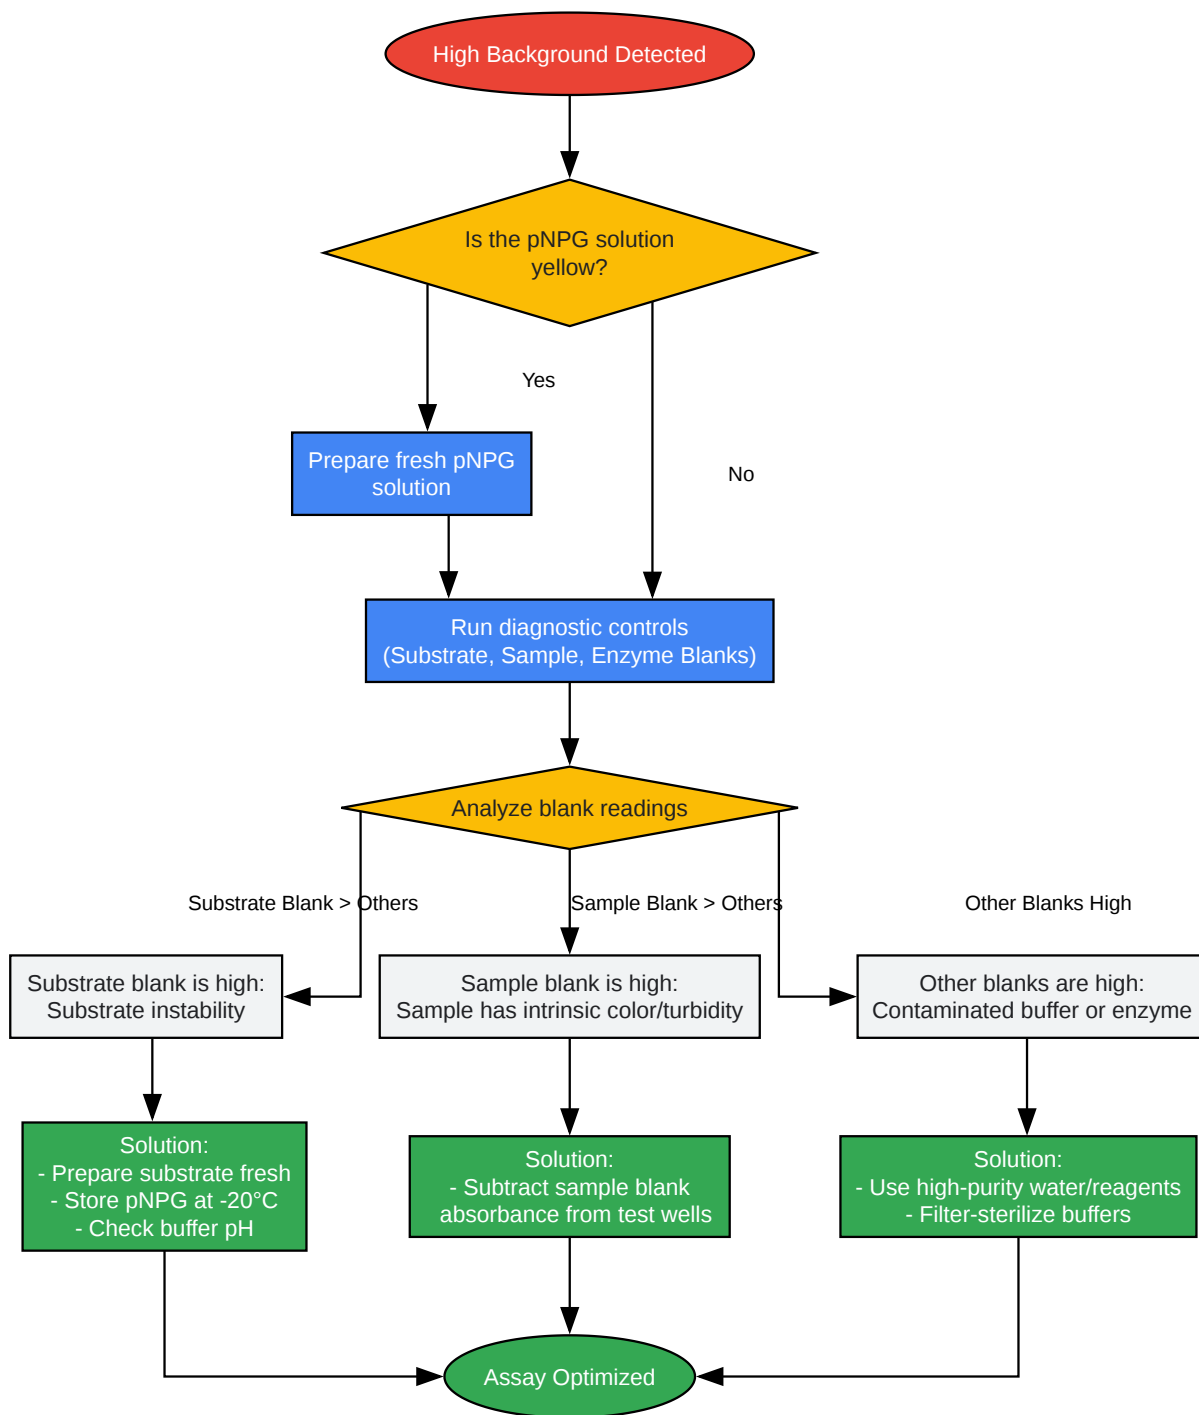 High Background Detected
Is the pNPG solution
yellow?
Yes
Prepare fresh pNPG
solution
No
Run diagnostic controls
(Substrate, Sample, Enzyme Blanks)
Analyze blank readings
Substrate Blank > Others
Sample Blank > Others
Other Blanks High
Substrate blank is high:
Substrate instability
Sample blank is high:
Sample has intrinsic color/turbidity
Other blanks are high:
Contaminated buffer or enzyme
Solution:
- Prepare substrate fresh
- Store pNPG at -20°C
- Check buffer pH
Solution:
- Subtract sample blank
absorbance from test wells
Solution:
- Use high-purity water/reagents
- Filter-sterilize buffers
Assay Optimized